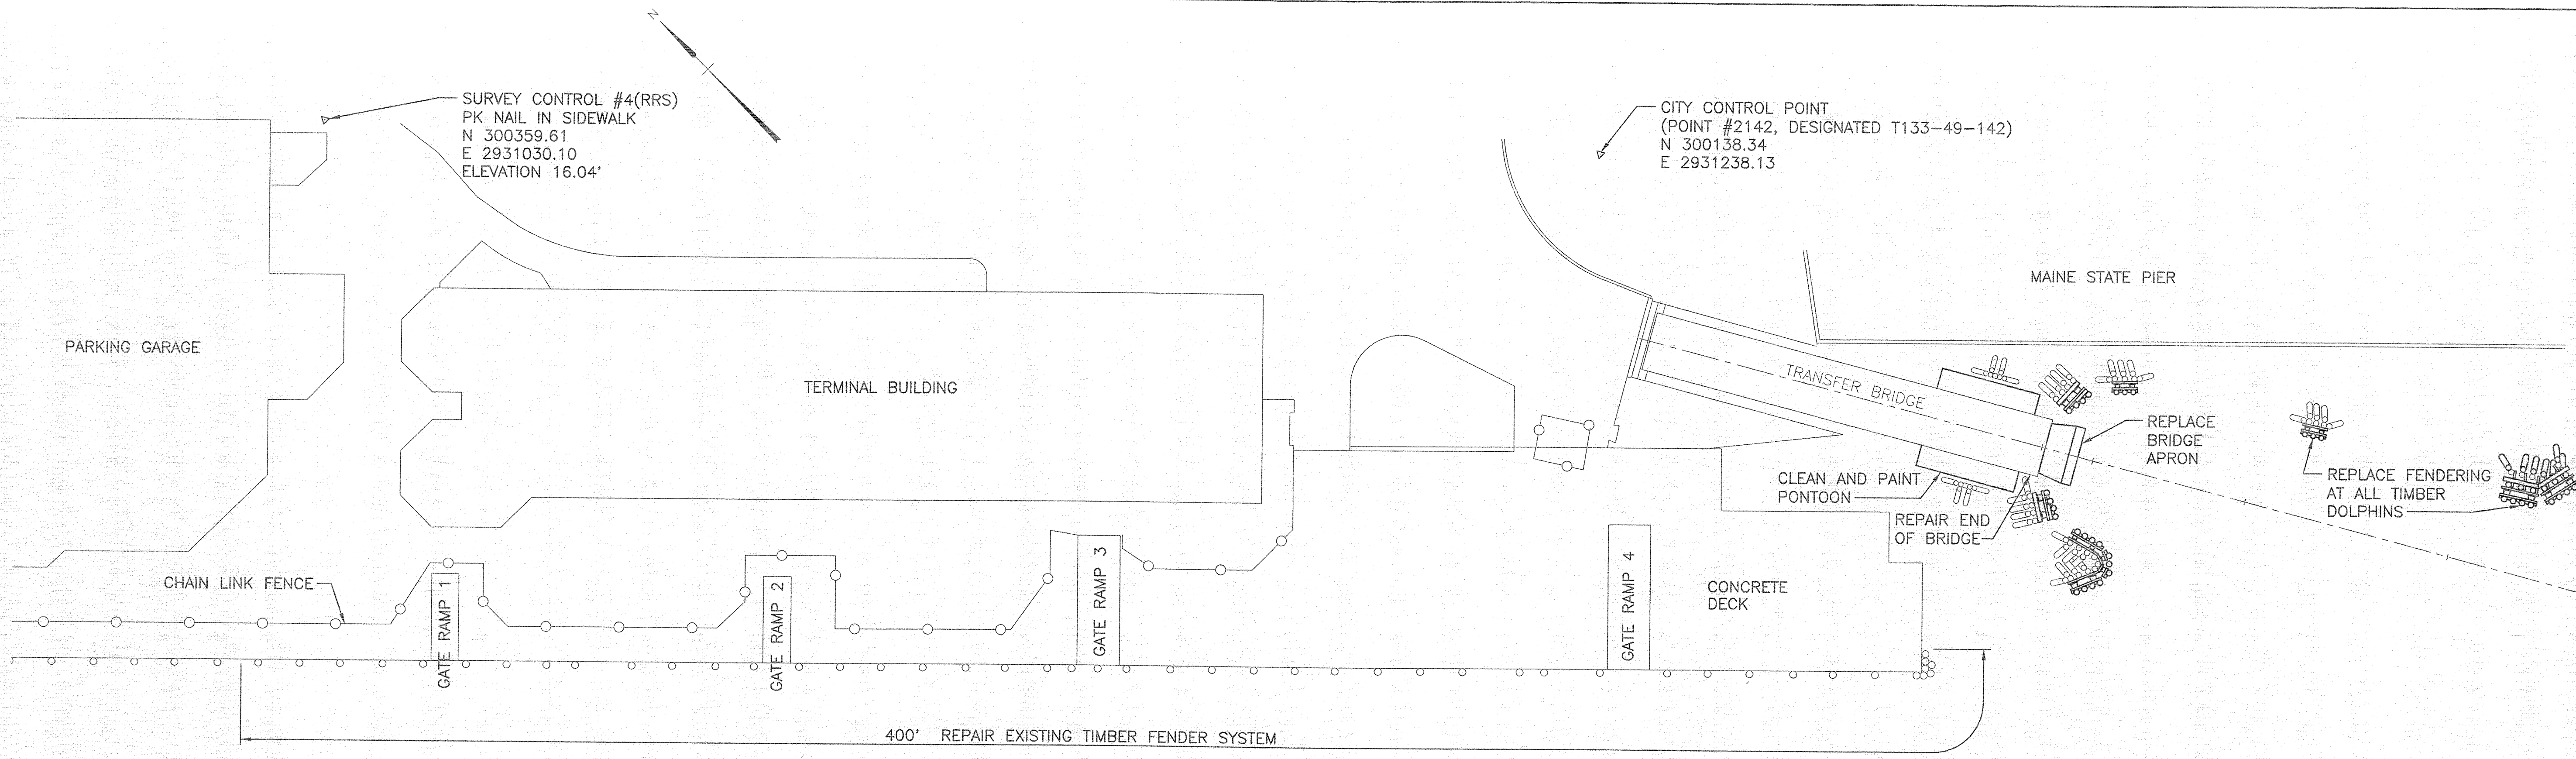 N
SURVEY CONTROL #4(RRS)
PK NAIL IN SIDEWALK
N 300359.61
E 2931030.10
ELEVATION 16.04'
CITY CONTROL POINT
(POINT #2142, DESIGNATED T133-49-142)
N 300138.34
E 2931238.13
MAINE STATE PIER
PARKING GARAGE
TERMINAL BUILDING
TRANSFER BRIDGE
REPLACE
BRIDGE
APRON
CLEAN AND PAINT
PONTOON
REPLACE FENDERING
AT ALL TIMBER
DOLPHINS
REPAIR END
OF BRIDGE
CHAIN LINK FENCE
GATE RAMP 1
GATE RAMP 2
GATE RAMP 3
GATE RAMP 4
CONCRETE
DECK
400' REPAIR EXISTING TIMBER FENDER SYSTEM